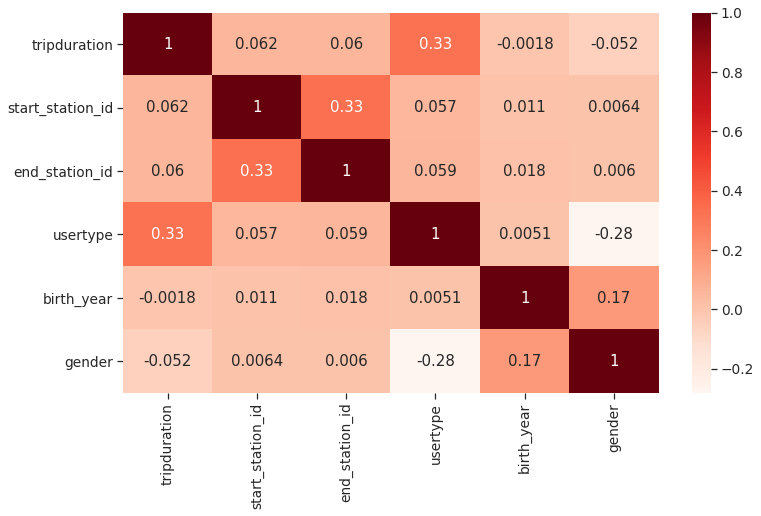 tripduration 1 0.062 0.06 0.33 -0.0018 -0.052
start_station_id 0.062 1 0.33 0.057 0.011 0.0064
end_station_id 0.06 0.33 1 0.059 0.018 0.006
usertype 0.33 0.057 0.059 1 0.0051 -0.28
birth_year -0.0018 0.011 0.018 0.0051 1 0.17
gender -0.052 0.0064 0.006 -0.28 0.17 1
tripduration
start_station_id
end_station_id
usertype
birth_year
gender
1.0
0.8
0.6
0.4
0.2
0.0
−0.2